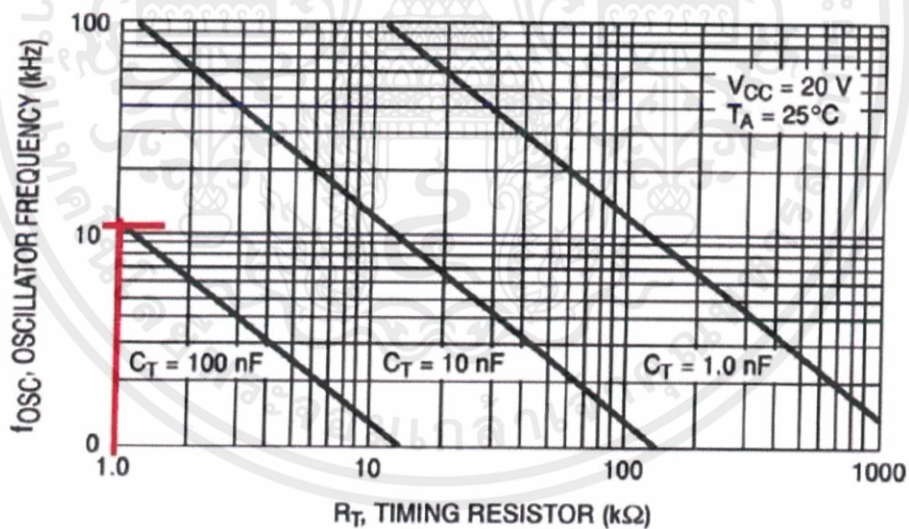 100
10
0
fOSC, OSCILLATOR FREQUENCY (kHz)
VCC = 20 V
TA = 25°C
CT = 100 nF
CT = 10 nF
CT = 1.0 nF
1.0
10
100
1000
RT, TIMING RESISTOR (kΩ)